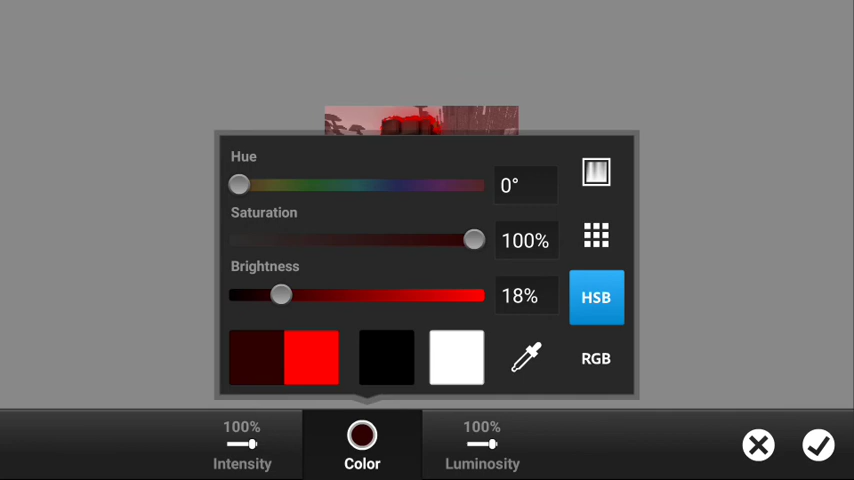 Hue
0°
Saturation
100%
Brightness
18%
HSB
RGB
100%
Intensity
Color
100%
Luminosity